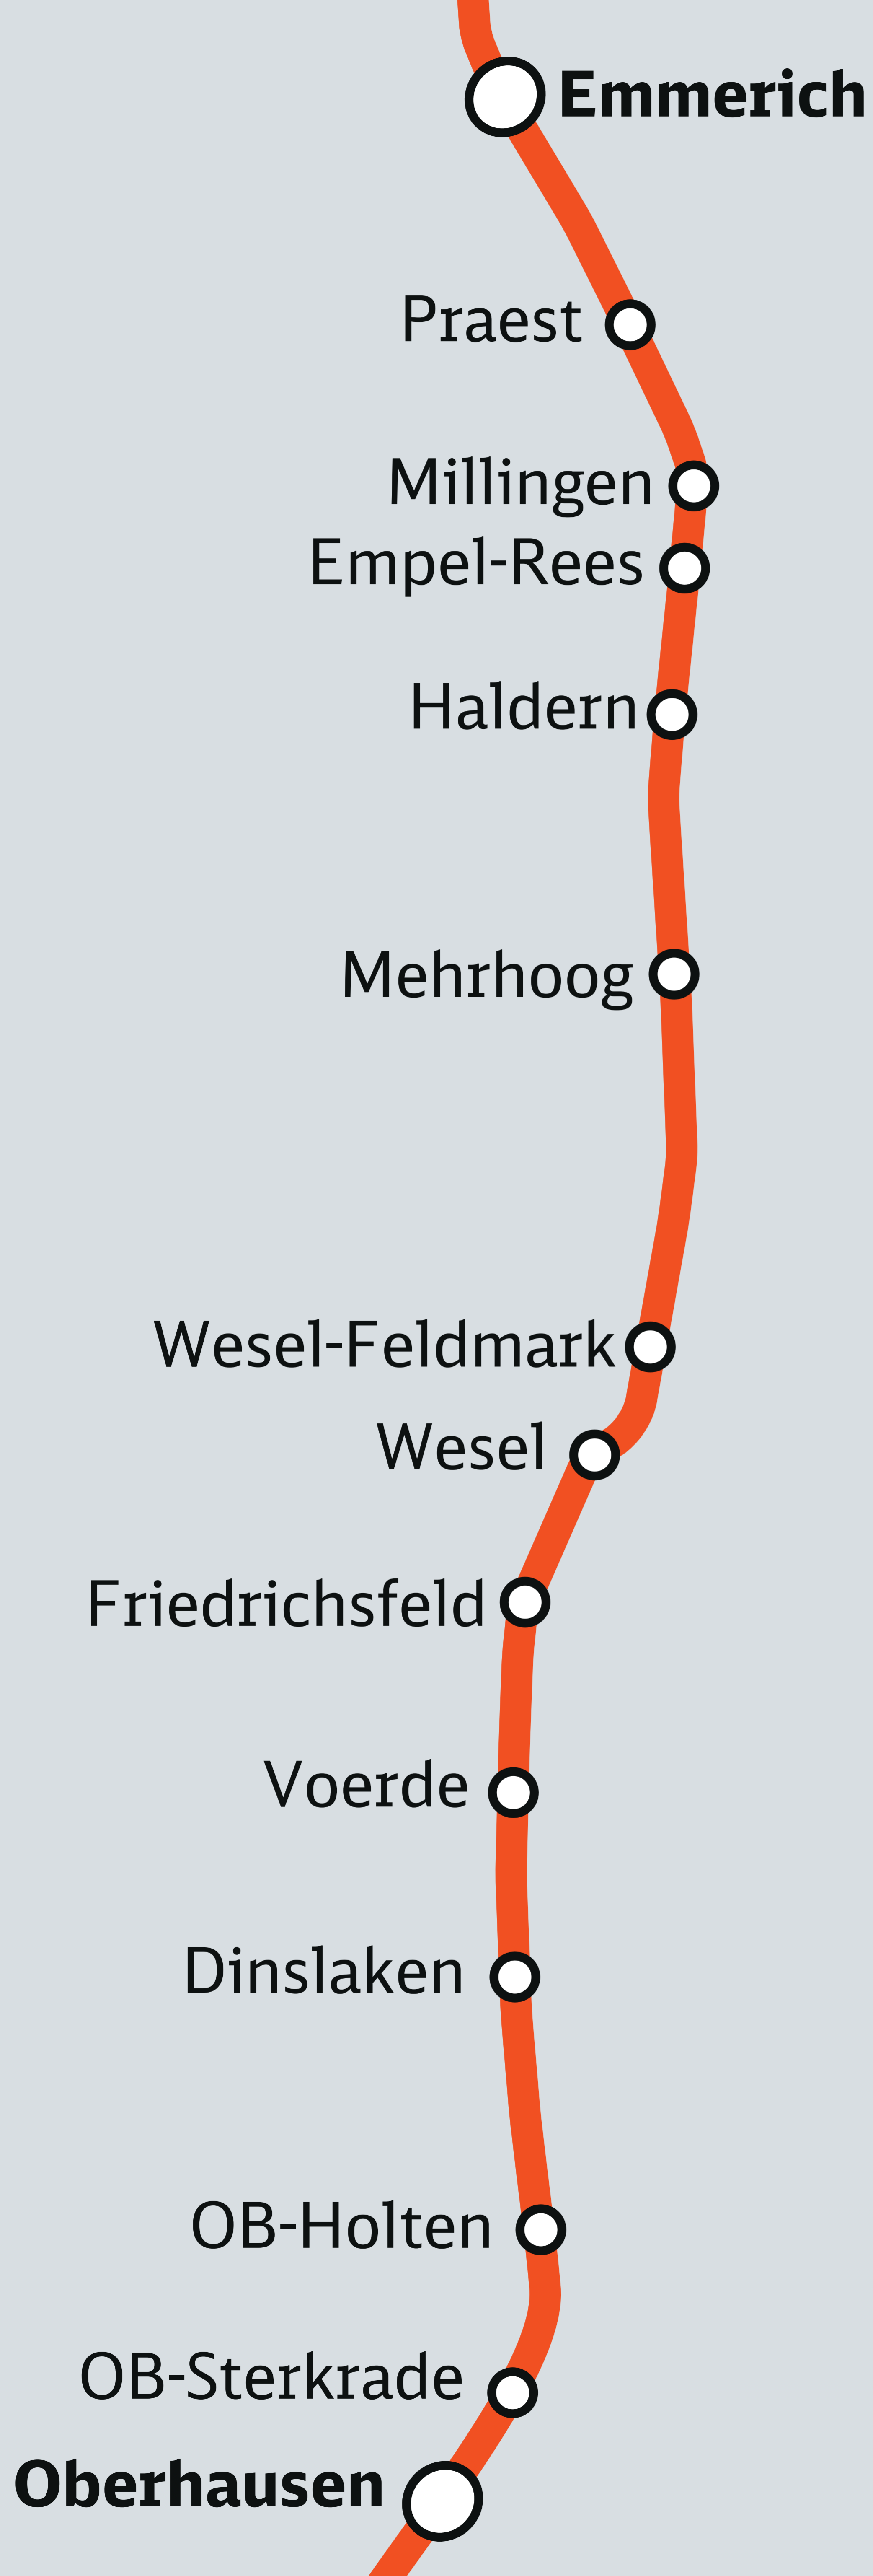 Emmerich
Praest
Millingen
Empel-Rees
Haldern
Mehrhoog
Wesel-Feldmark
Wesel
Friedrichsfeld
Voerde
Dinslaken
OB-Holten
OB-Sterkrade
Oberhausen